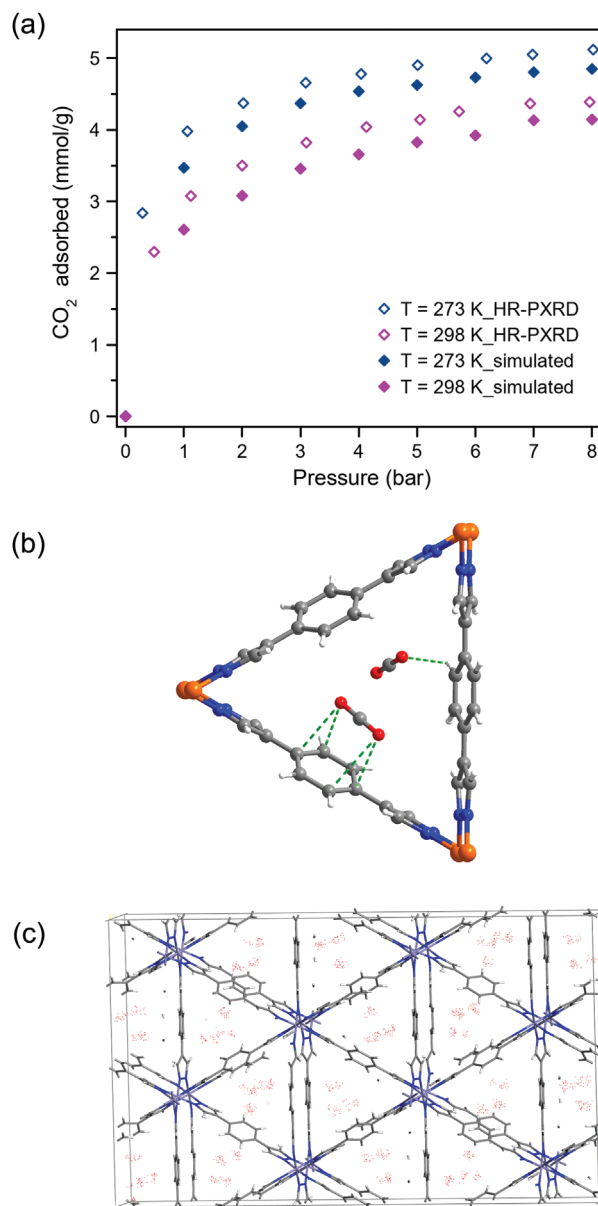 (a)
5
4
3
2
1
0
CO2 adsorbed (mmol/g)
T = 273 K_HR-PXRD
T = 298 K_HR-PXRD
T = 273 K_simulated
T = 298 K_simulated
0 1 2 3 4 5 6 7 8
Pressure (bar)
(b)
(c)